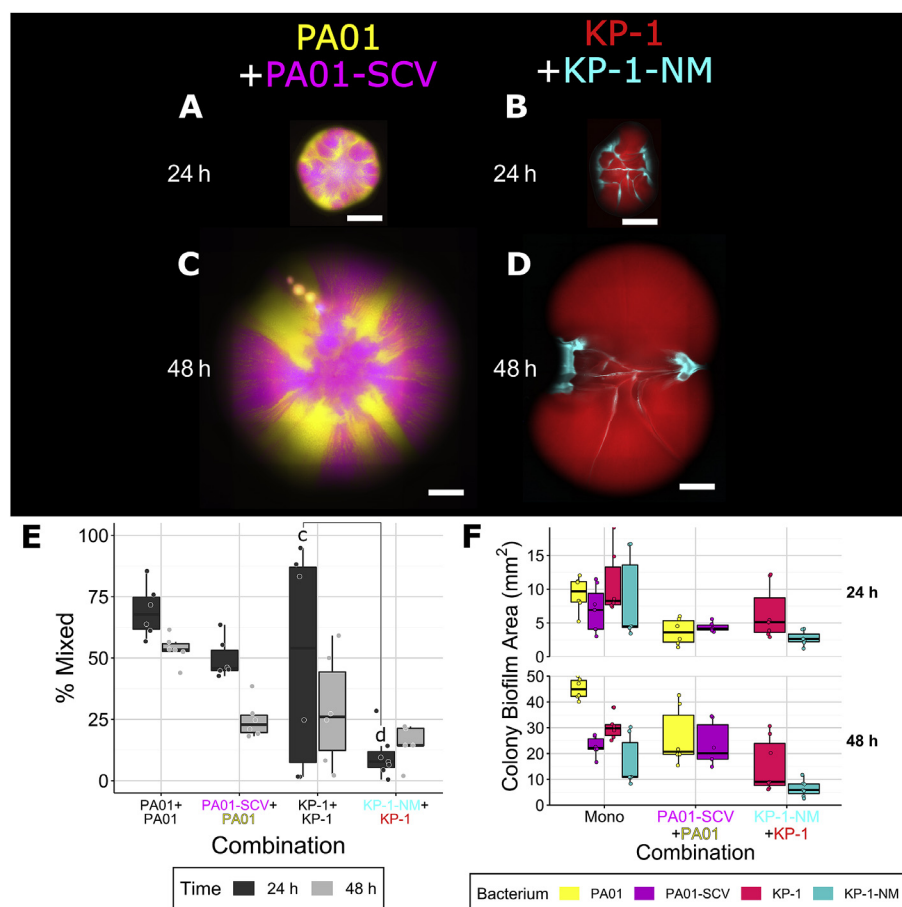 PA01
+PA01-SCV
KP-1
+KP-1-NM
A
B
24 h
C
D
48 h
E
100
75
50
25
0
% Mixed
c
d
PA01+
PA01
PA01-SCV+
PA01
KP-1+
KP-1
KP-1-NM+
KP-1
Combination
Time
24 h
48 h
F
Colony Biofilm Area (mm²)
15
10
5
0
24 h
50
40
30
20
10
0
48 h
Mono
PA01-SCV
+PA01
KP-1-NM
+KP-1
Combination
Bacterium
PA01
PA01-SCV
KP-1
KP-1-NM